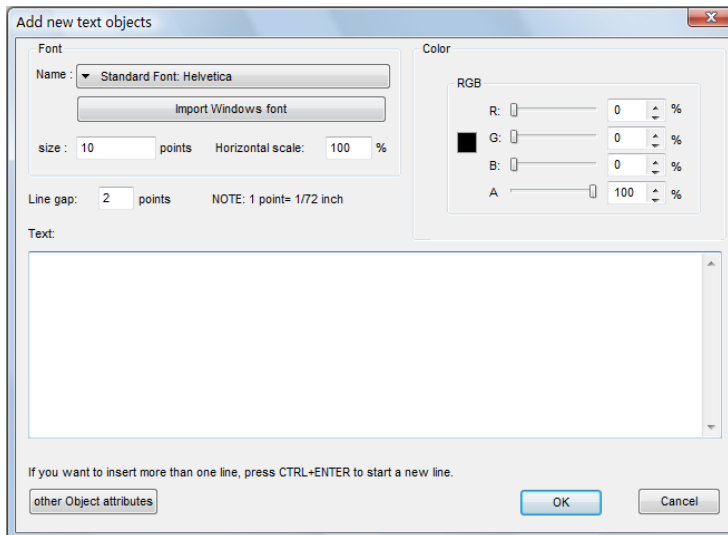 Add new text objects
Font
Name : Standard Font: Helvetica
Import Windows font
size : 10 points Horizontal scale: 100 %
Line gap: 2 points NOTE: 1 point= 1/72 inch
Color
RGB
R: 0 %
G: 0 %
B: 0 %
A 100 %
Text:
If you want to insert more than one line, press CTRL+ENTER to start a new line.
other Object attributes OK Cancel